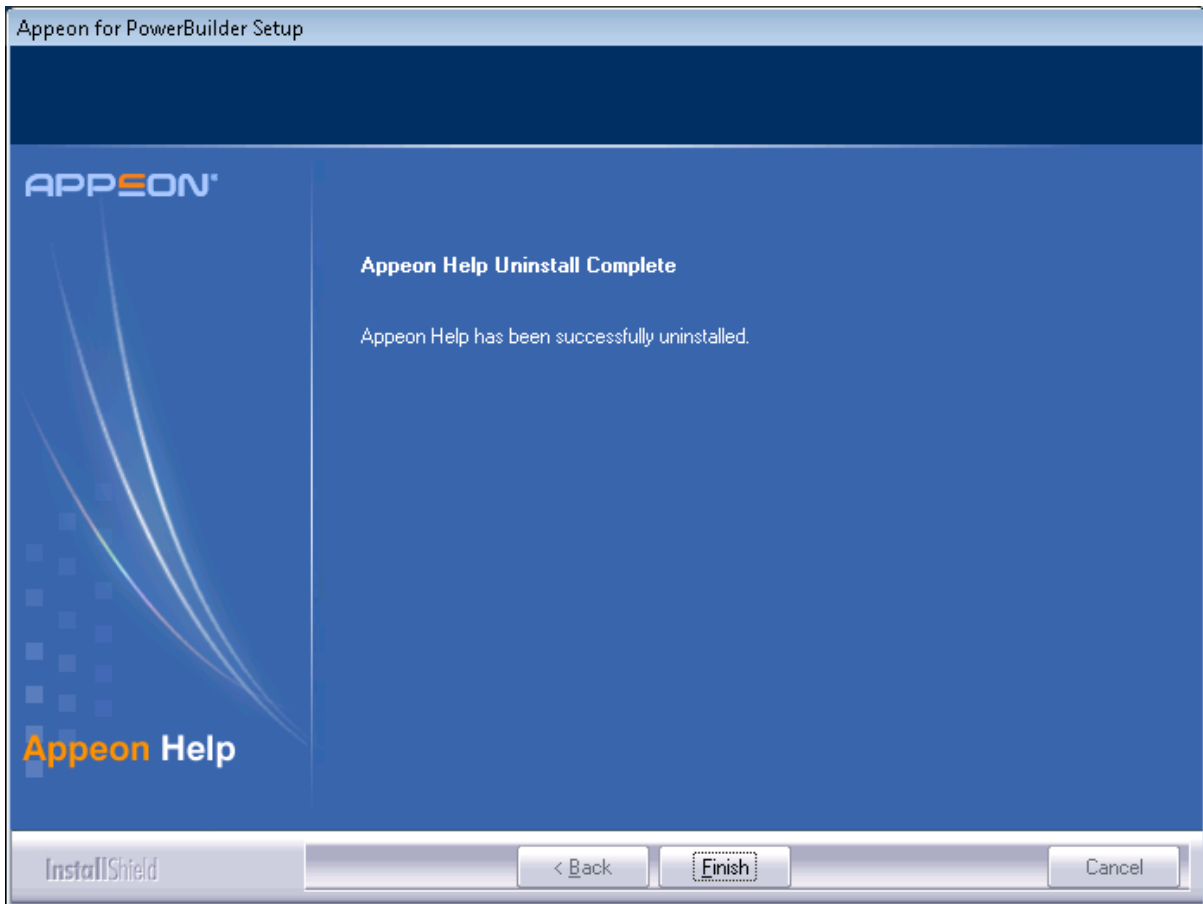 Appeon for PowerBuilder Setup
APPEON®
Appeon Help Uninstall Complete
Appeon Help has been successfully uninstalled.
Appeon Help
InstallShield
< Back
Finish
Cancel